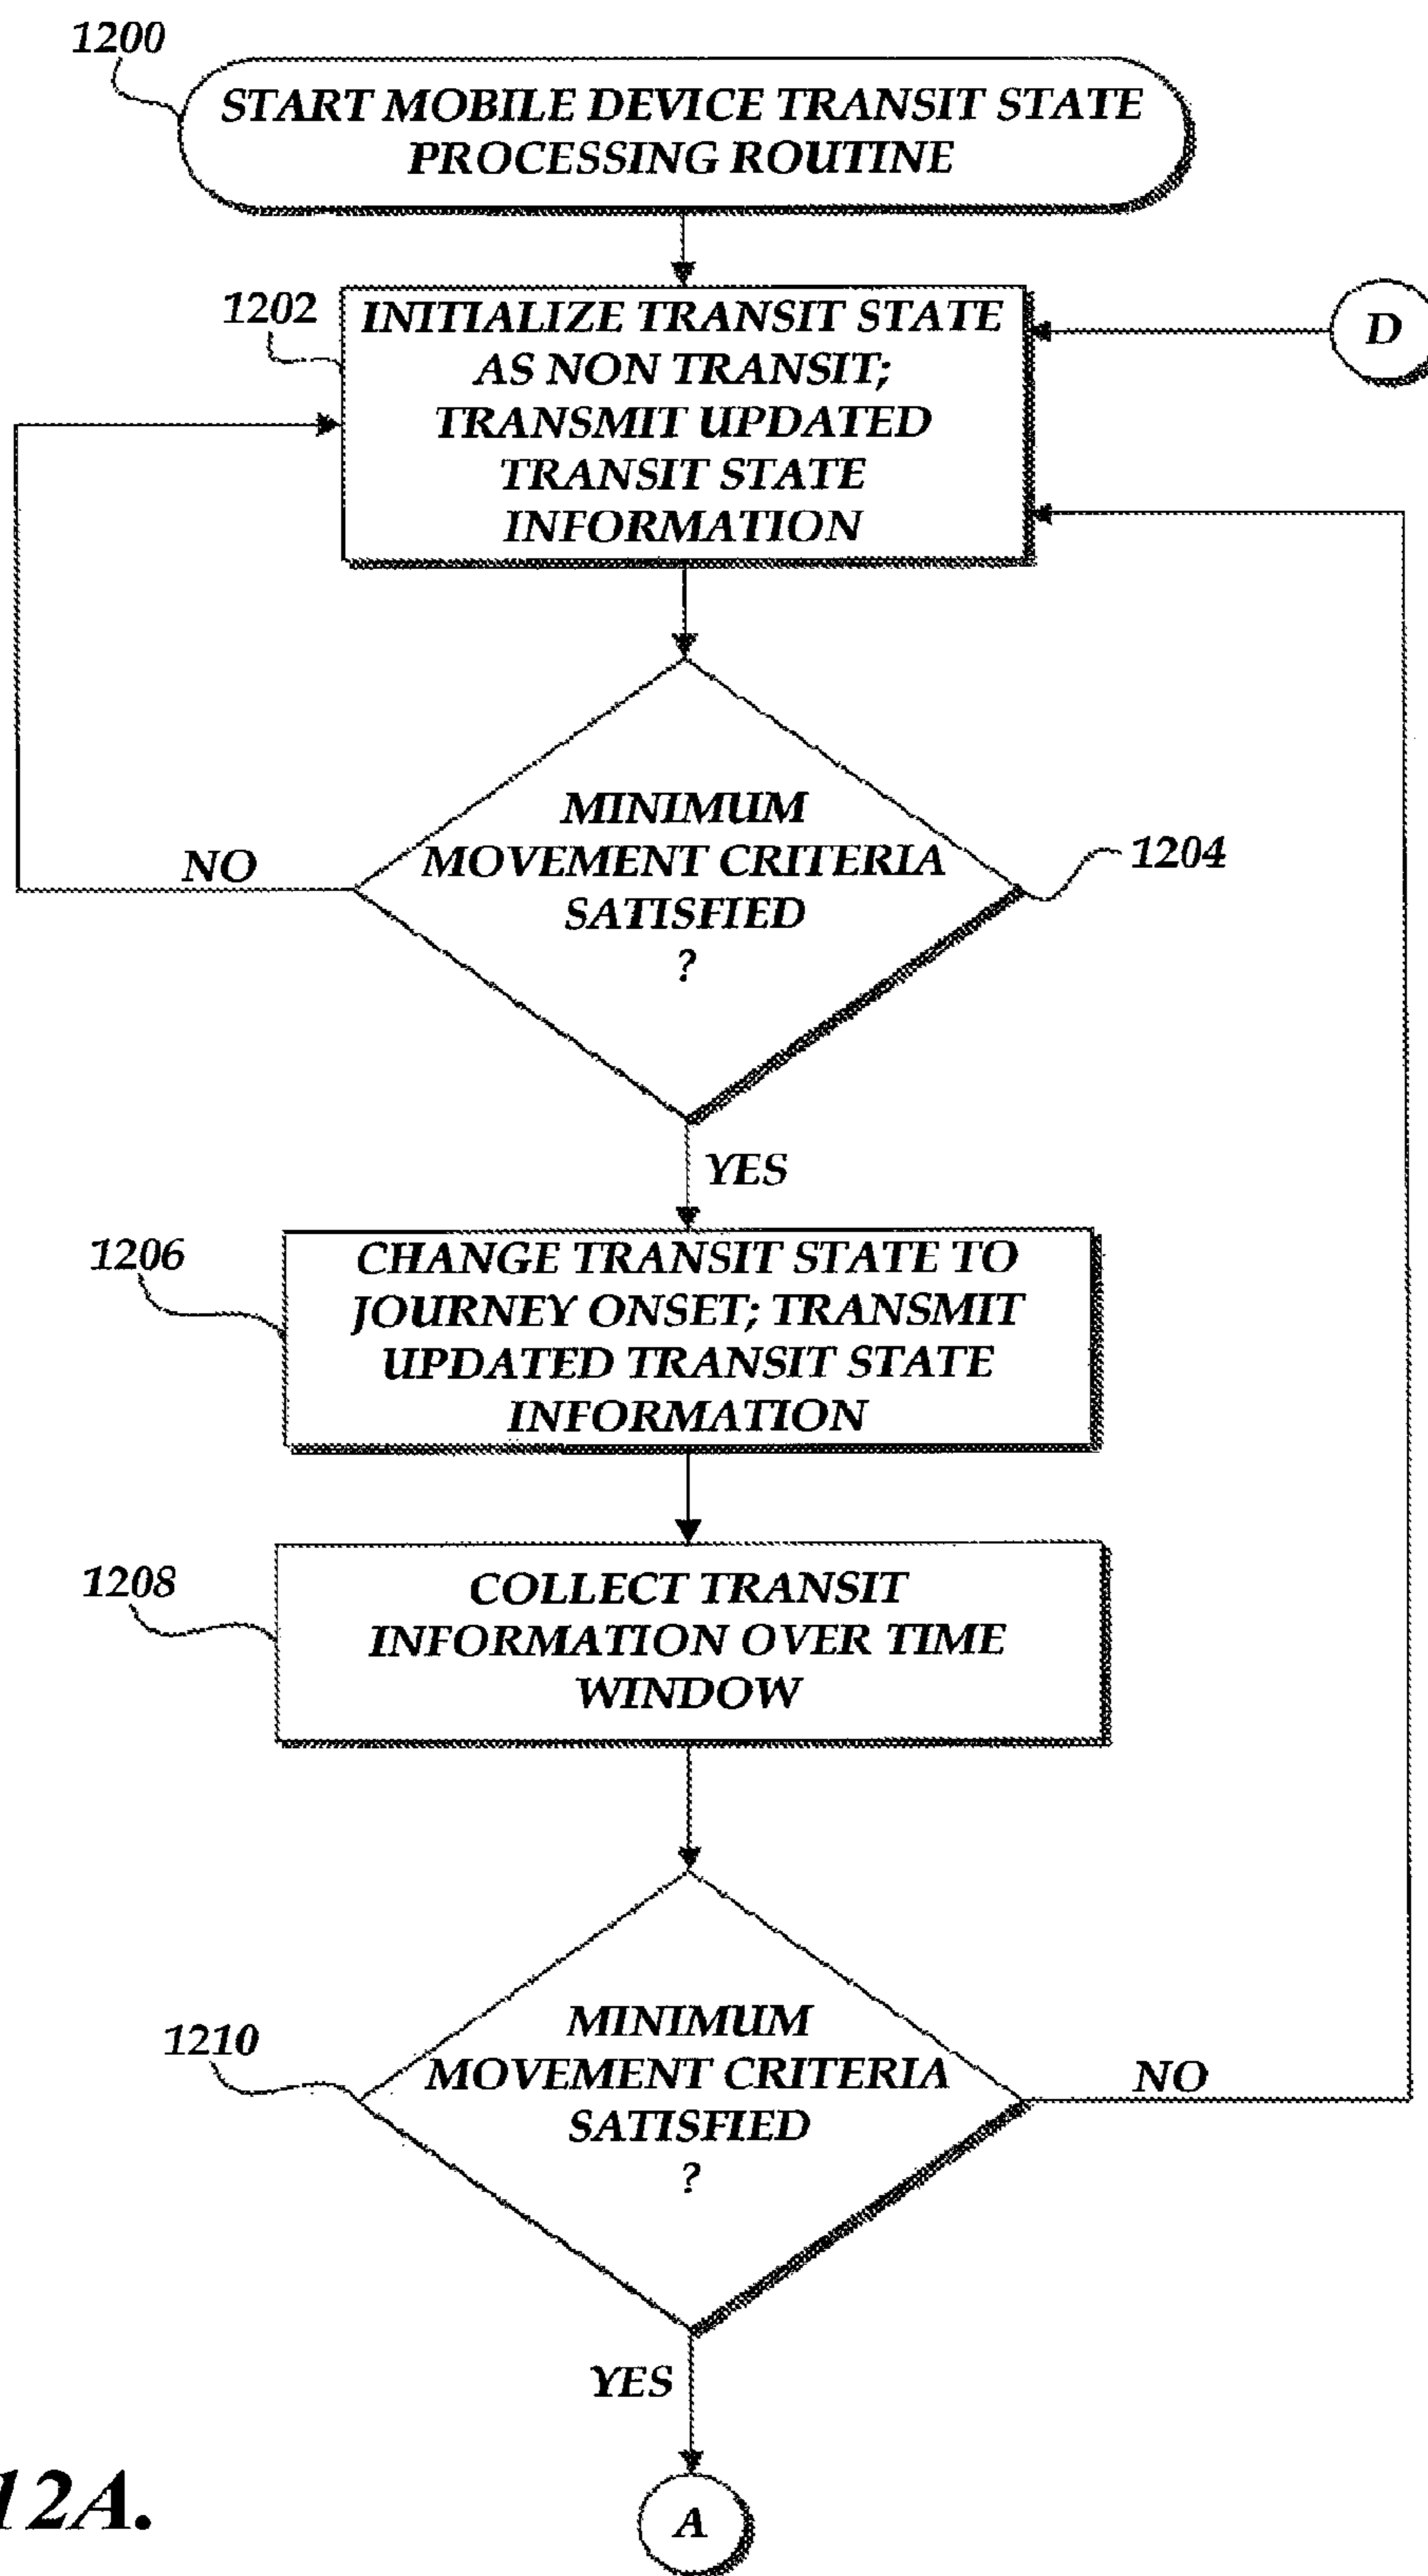 1200
START MOBILE DEVICE TRANSIT STATE
PROCESSING ROUTINE
1202
INITIALIZE TRANSIT STATE
AS NON TRANSIT;
TRANSMIT UPDATED
TRANSIT STATE
INFORMATION
D
MINIMUM
MOVEMENT CRITERIA
SATISFIED
?
1204
NO
YES
1206
CHANGE TRANSIT STATE TO
JOURNEY ONSET; TRANSMIT
UPDATED TRANSIT STATE
INFORMATION
1208
COLLECT TRANSIT
INFORMATION OVER TIME
WINDOW
1210
MINIMUM
MOVEMENT CRITERIA
SATISFIED
?
NO
YES
A
12A.